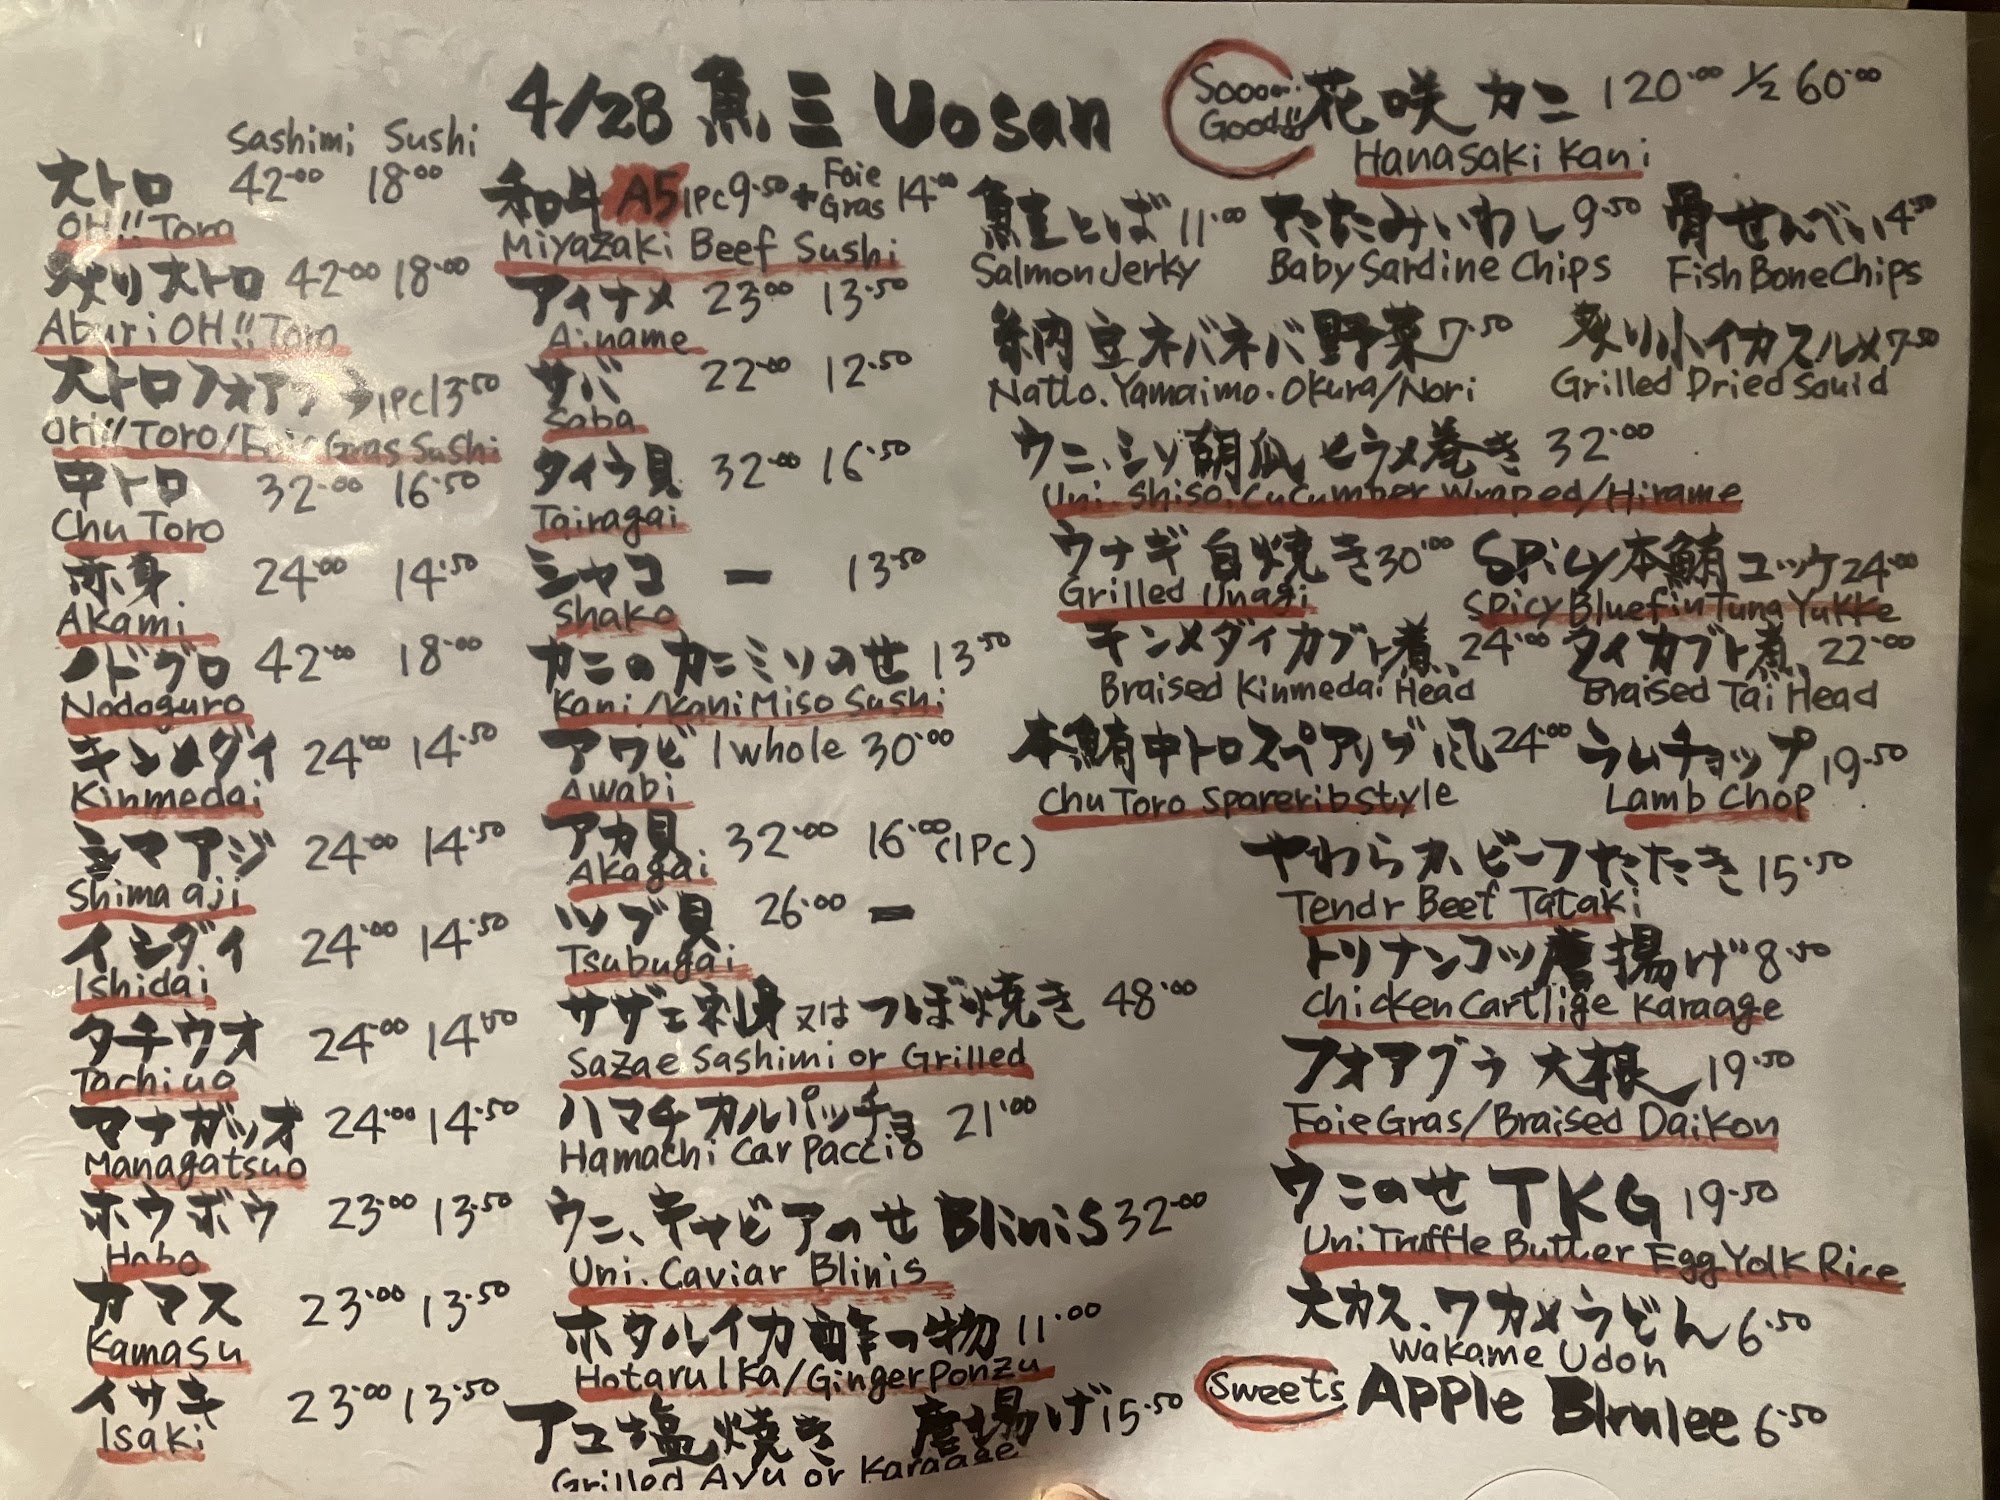 4/28 魚三 Uosan
Sashimi Sushi
大トロ 42.00 18.00
OH!! Toro
炙り大トロ 42.00 18.00
Aburi OH!! Toro
大トロフォアグラ 1PC 13.50
OH!! Toro/Foie Gras Sushi
中トロ 32.00 16.50
Chu Toro
赤身 24.00 14.50
Akami
ノドグロ 42.00 18.00
Nodoguro
キンメダイ 24.00 14.50
Kinmedai
シマアジ 24.00 14.50
Shima aji
イシダイ 24.00 14.50
Ishidai
タチウオ 24.00 14.50
Tachiuo
マナガツオ 24.00 14.50
Managatsuo
ホウボウ 23.00 13.50
Hobo
カマス 23.00 13.50
Kamasu
イサキ 23.00 13.50
Isaki
和牛 A5 1PC 9.50 + Foie Gras 14.00
Miyazaki Beef Sushi
アイナメ 23.00 13.50
Ainame
サバ 22.00 12.50
Saba
タイラ貝 32.00 16.50
Tairagai
シャコ ー 13.50
Shako
カニのカニミソのせ 13.50
Kani/Kani Miso Sushi
アワビ 1 whole 30.00
Awabi
アカ貝 32.00 16.00 (1PC)
Akagai
ツブ貝 26.00 ー
Tsubugai
サザエ刺身又はつぼ焼き 48.00
Sazae Sashimi or Grilled
ハマチカルパッチョ 21.00
Hamachi Carpaccio
ウニ、キャビアのせ Blinis 32.00
Uni. Caviar Blinis
ホタルイカ酢の物 11.00
Hotaru Ika/Ginger Ponzu
アユ塩焼き 唐揚げ 15.50
Grilled Ayu or Karaage
Soooo.. Good!! 花咲カニ 120.00 1/2 60.00
Hanasaki Kani
鮭とば 11.00 たたみいわし 9.50 骨せんべい 4.50
Salmon Jerky Baby Sardine Chips Fish Bone Chips
納豆ネバネバ野菜 7.50 炙り小イカスルメ 7.50
Natto. Yamaimo. Okura/Nori Grilled Dried Squid
ウニ、シソ胡瓜ヒラメ巻き 32.00
Uni. Shiso. Cucumber Wraped/Hirame
ウナギ白焼き 30.00 SPicy本鮪ユッケ 24.00
Grilled Unagi Spicy Bluefin Tuna Yukke
キンメダイカブト煮 24.00 タイカブト煮 22.00
Braised Kinmedai Head Braised Tai Head
本鮪中トロスペアリブ風 24.00 ラムチョップ 19.50
Chu Toro Sparerib Style Lamb Chop
やわらかビーフたたき 15.50
Tendr Beef Tataki
トリナンコツ唐揚げ 8.50
Chicken Cartlige Karaage
フォアグラ大根 19.50
Foie Gras/Braised Daikon
ウニのせ TKG 19.50
Uni Truffle Butter Egg Yolk Rice
天カス、ワカメうどん 6.50
Wakame Udon
Sweets Apple Blrulee 6.50